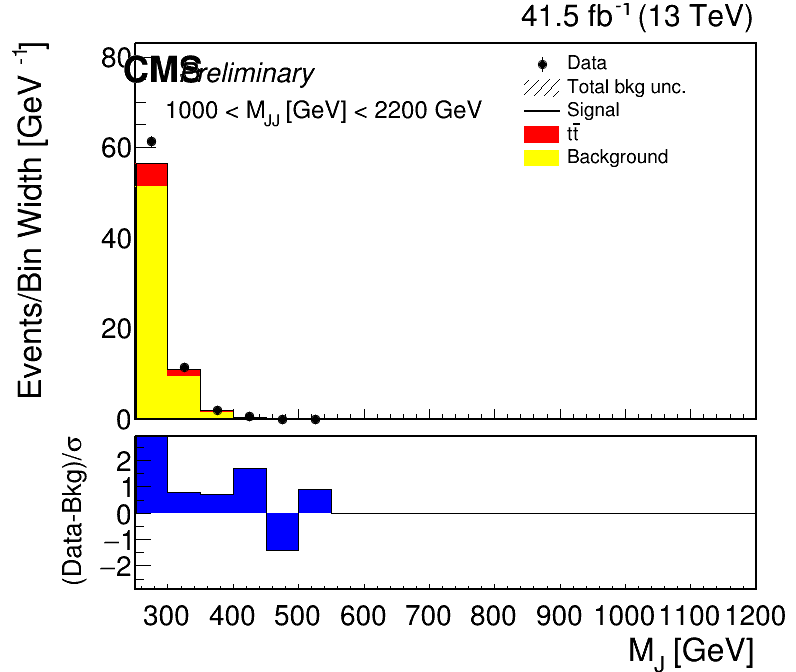 41.5 fb⁻¹ (13 TeV)
CMS Preliminary
1000 < M_JJ [GeV] < 2200 GeV
Data
Total bkg unc.
Signal
tt̅
Background
Events/Bin Width [GeV⁻¹]
80
60
40
20
0
(Data-Bkg)/σ
2
1
0
−1
−2
300 400 500 600 700 800 900 1000 1100 1200
M_J [GeV]